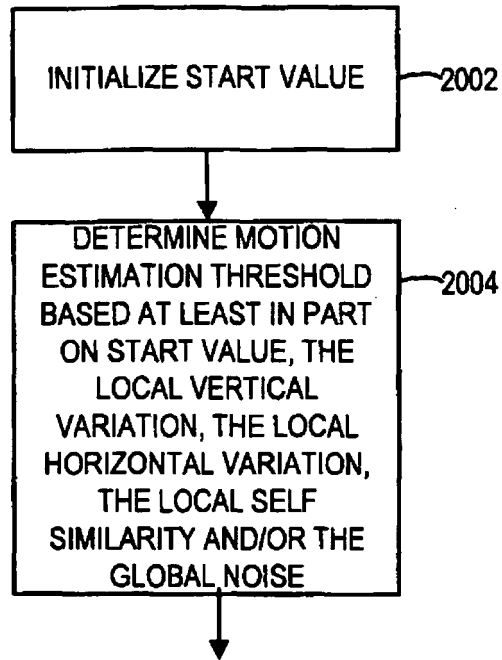 INITIALIZE START VALUE
2002
DETERMINE MOTION
ESTIMATION THRESHOLD
BASED AT LEAST IN PART
ON START VALUE, THE
LOCAL VERTICAL
VARIATION, THE LOCAL
HORIZONTAL VARIATION,
THE LOCAL SELF
SIMILARITY AND/OR THE
GLOBAL NOISE
2004